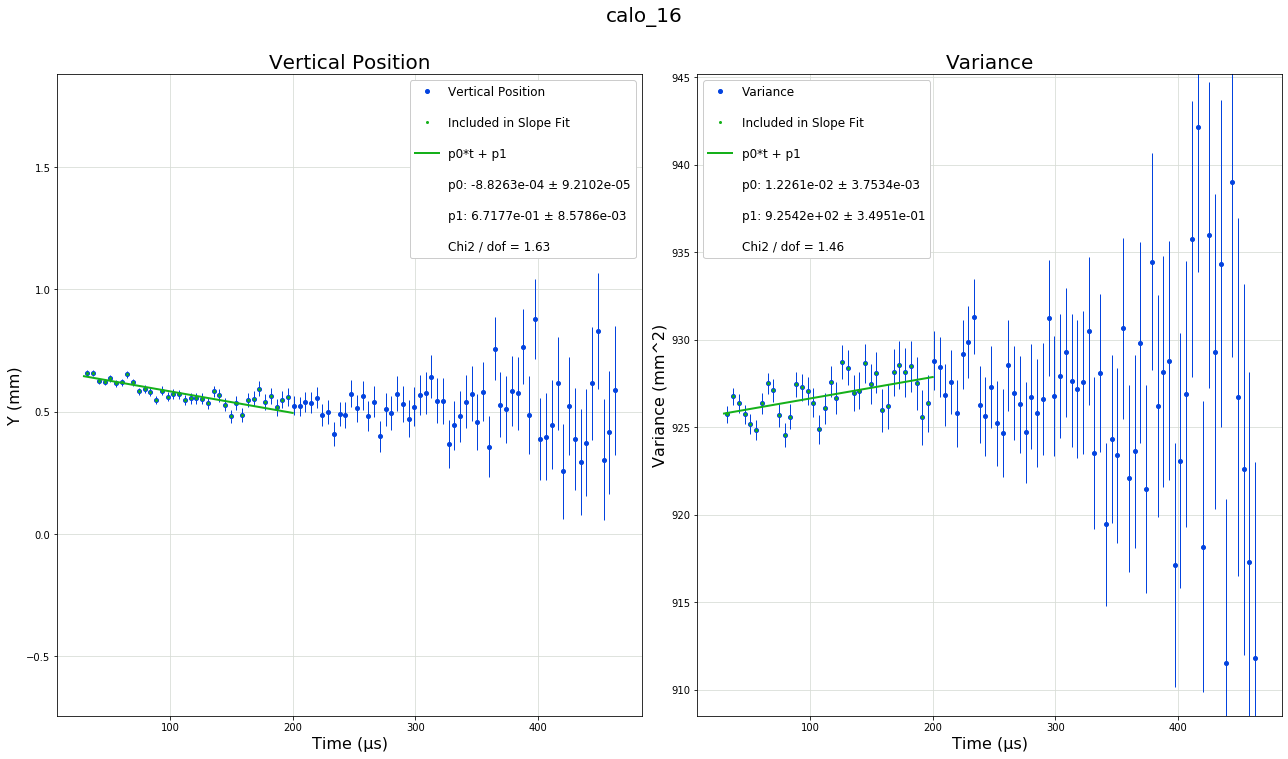 calo_16
Vertical Position
Vertical Position
Included in Slope Fit
p0*t + p1
p0: -8.8263e-04 ± 9.2102e-05
p1: 6.7177e-01 ± 8.5786e-03
Chi2 / dof = 1.63
1.5
1.0
0.5
0.0
−0.5
Y (mm)
100
200
300
400
Time (µs)
Variance
Variance
Included in Slope Fit
p0*t + p1
p0: 1.2261e-02 ± 3.7534e-03
p1: 9.2542e+02 ± 3.4951e-01
Chi2 / dof = 1.46
945
940
935
930
925
920
915
910
Variance (mm^2)
100
200
300
400
Time (µs)